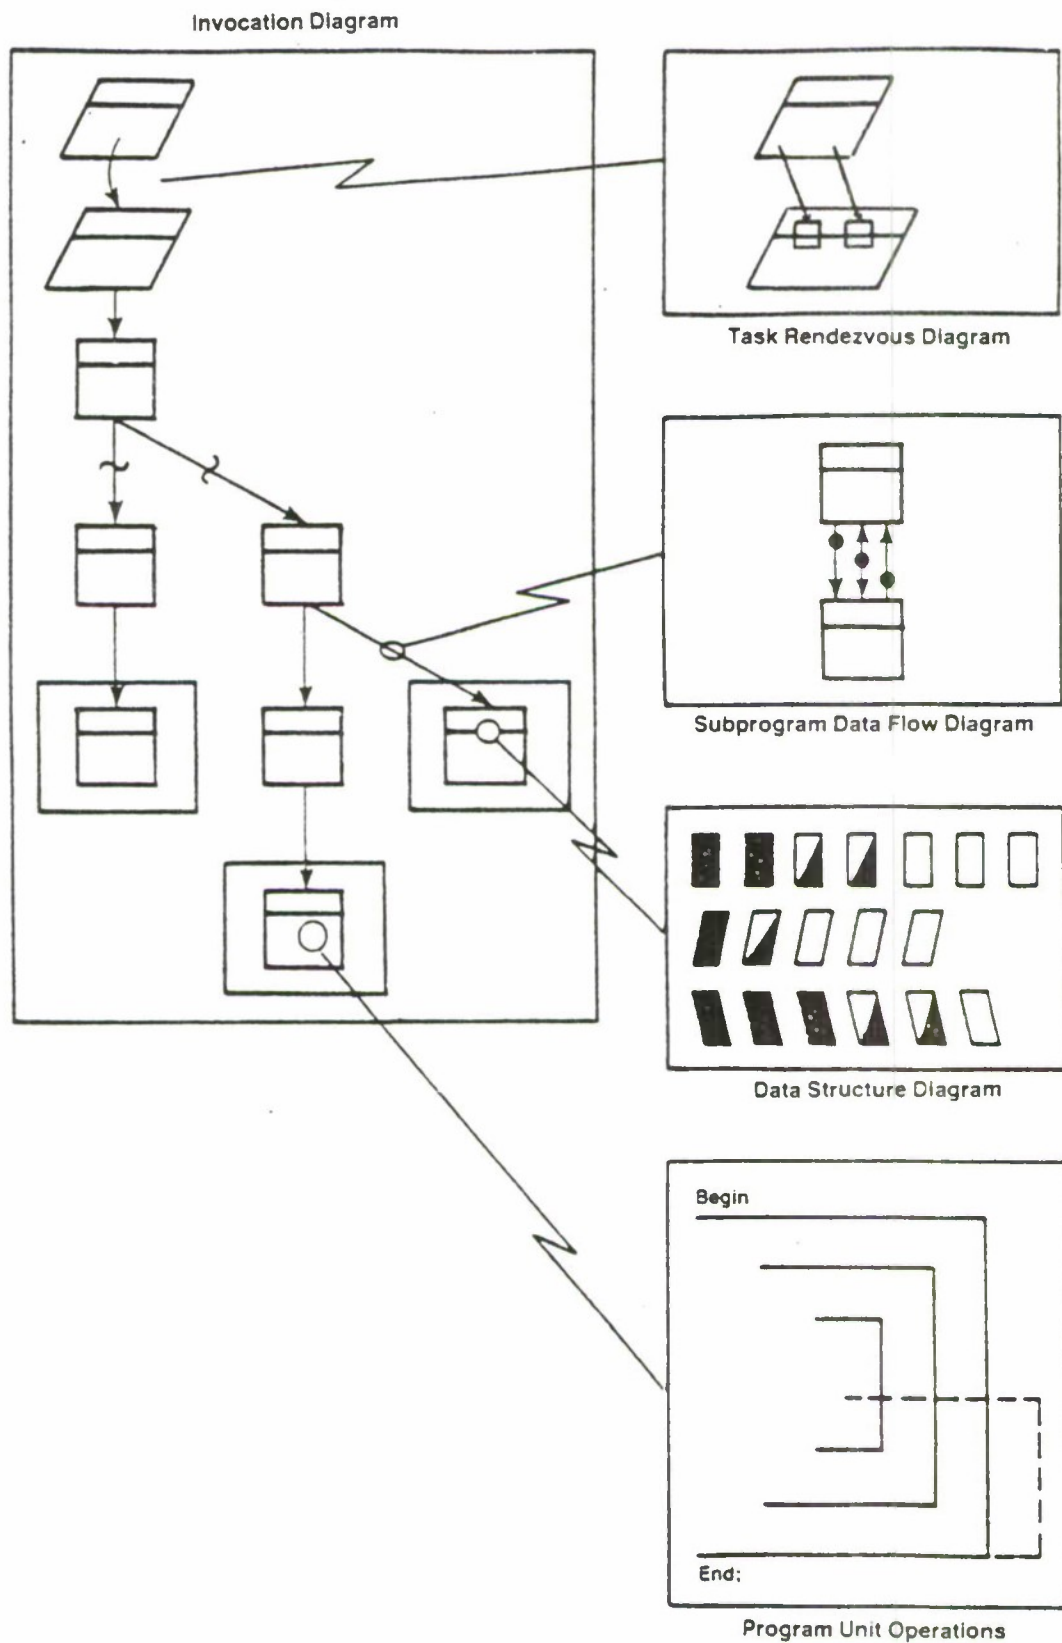 Invocation Diagram
Task Rendezvous Diagram
Subprogram Data Flow Diagram
Data Structure Diagram
Begin
End;
Program Unit Operations